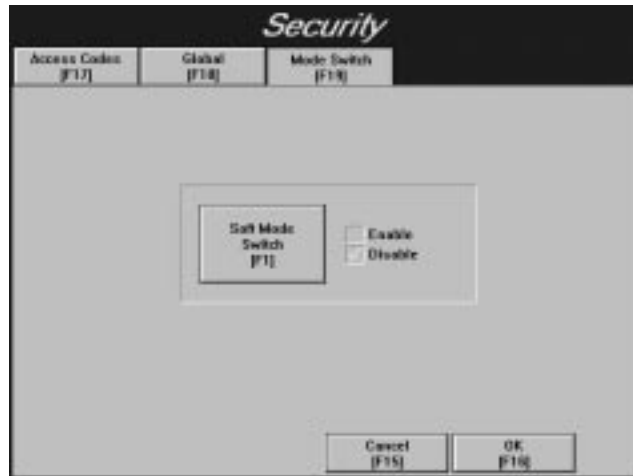 Security
Access Codes
[F17]
Global
[F18]
Mode Switch
[F19]
Soft Mode
Switch
[F1]
Enable
Disable
Cancel
[F15]
OK
[F16]